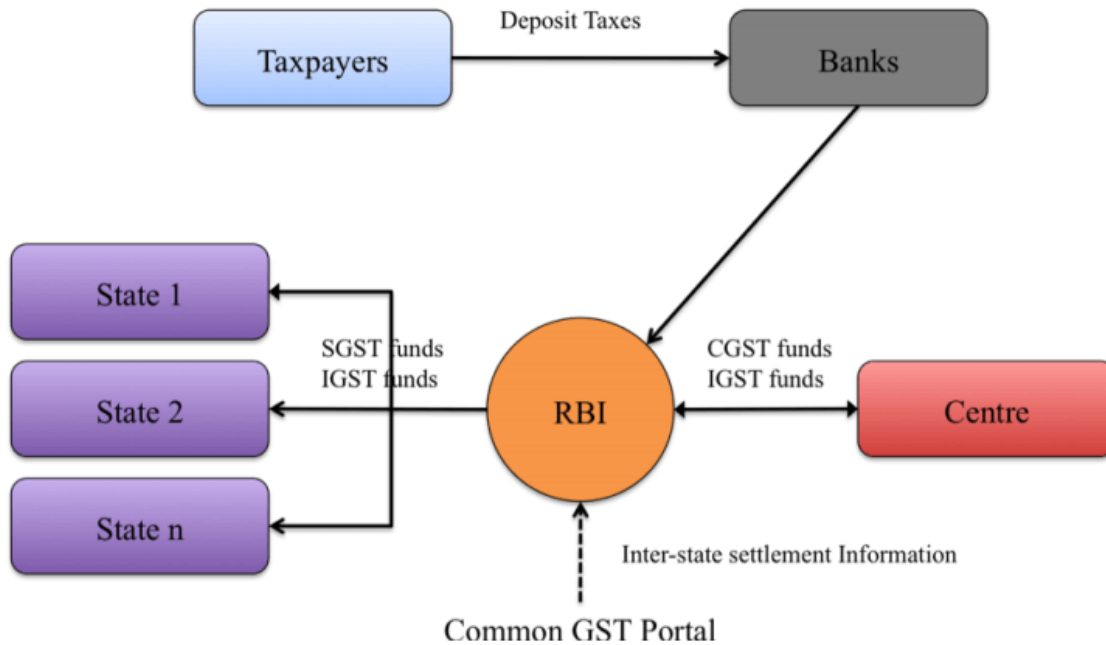 Deposit Taxes
Taxpayers
Banks
State 1
SGST funds
IGST funds
CGST funds
IGST funds
State 2
RBI
Centre
State n
Inter-state settlement Information
Common GST Portal